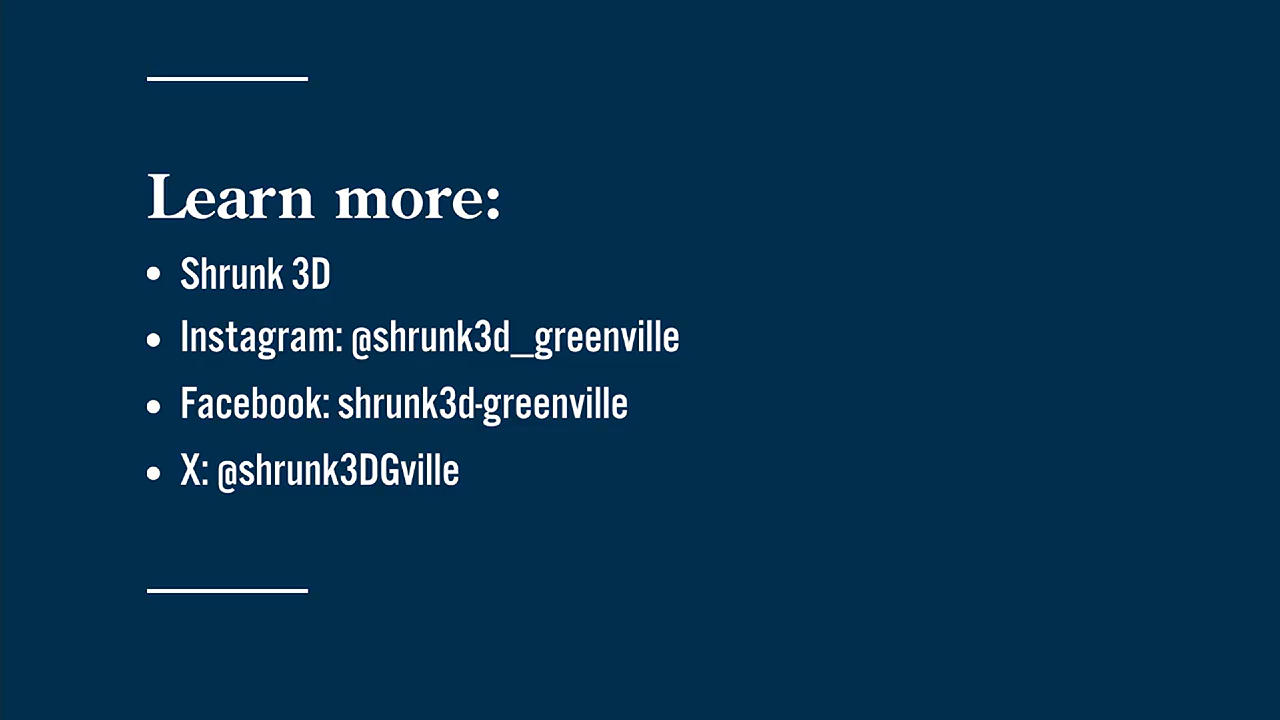 Learn more:
• Shrunk 3D
• Instagram: @shrunk3d_greenville
• Facebook: shrunk3d-greenville
• X: @shrunk3DGville